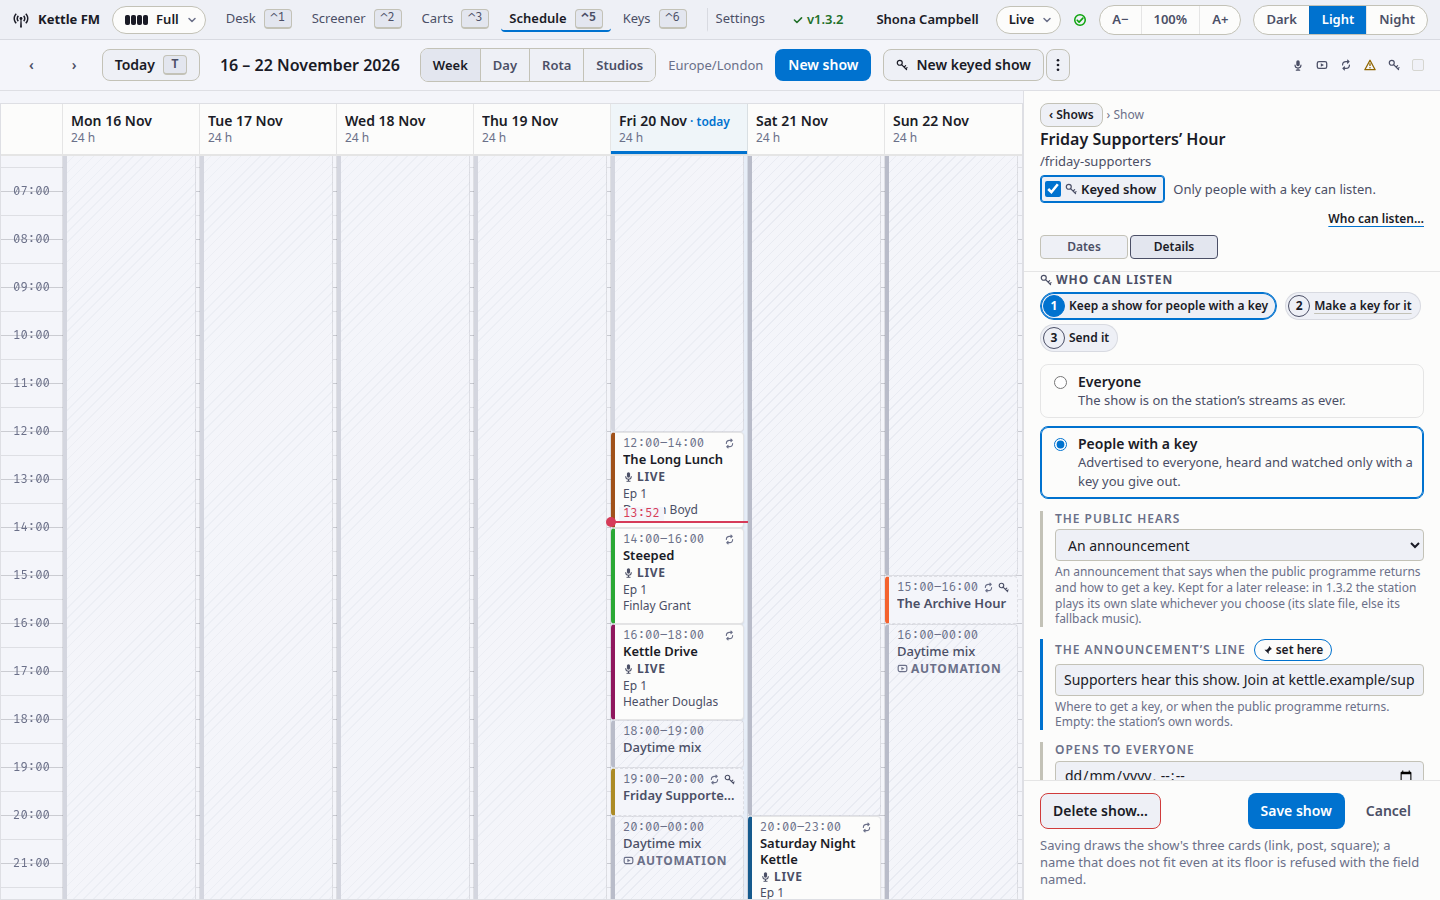 Kettle FM Full Desk ^1 Screener ^2 Carts ^3 Schedule ^5 Keys ^6 Settings v1.3.2 Shona Campbell Live A− 100% A+ Dark Light Night
‹ › Today T 16 – 22 November 2026 Week Day Rota Studios Europe/London New show New keyed show
Mon 16 Nov
24 h
Tue 17 Nov
24 h
Wed 18 Nov
24 h
Thu 19 Nov
24 h
Fri 20 Nov · today
24 h
Sat 21 Nov
24 h
Sun 22 Nov
24 h
07:00
08:00
09:00
10:00
11:00
12:00
13:00
14:00
15:00
16:00
17:00
18:00
19:00
20:00
21:00
12:00–14:00
The Long Lunch
LIVE
Ep 1
Boyd
13:52
14:00–16:00
Steeped
LIVE
Ep 1
Finlay Grant
16:00–18:00
Kettle Drive
LIVE
Ep 1
Heather Douglas
18:00–19:00
Daytime mix
19:00–20:00
Friday Supporte…
20:00–00:00
Daytime mix
AUTOMATION
20:00–23:00
Saturday Night
Kettle
LIVE
Ep 1
15:00–16:00
The Archive Hour
16:00–00:00
Daytime mix
AUTOMATION
‹ Shows › Show
Friday Supporters’ Hour
/friday-supporters
Keyed show Only people with a key can listen.
Who can listen…
Dates Details
WHO CAN LISTEN
1 Keep a show for people with a key 2 Make a key for it
3 Send it
Everyone
The show is on the station’s streams as ever.
People with a key
Advertised to everyone, heard and watched only with a
key you give out.
THE PUBLIC HEARS
An announcement
An announcement that says when the public programme returns
and how to get a key. Kept for a later release: in 1.3.2 the station
plays its own slate whichever you choose (its slate file, else its
fallback music).
THE ANNOUNCEMENT’S LINE set here
Supporters hear this show. Join at kettle.example/sup
Where to get a key, or when the public programme returns.
Empty: the station’s own words.
OPENS TO EVERYONE
dd/mm/yyyy, --:--
Delete show… Save show Cancel
Saving draws the show's three cards (link, post, square); a
name that does not fit even at its floor is refused with the field
named.